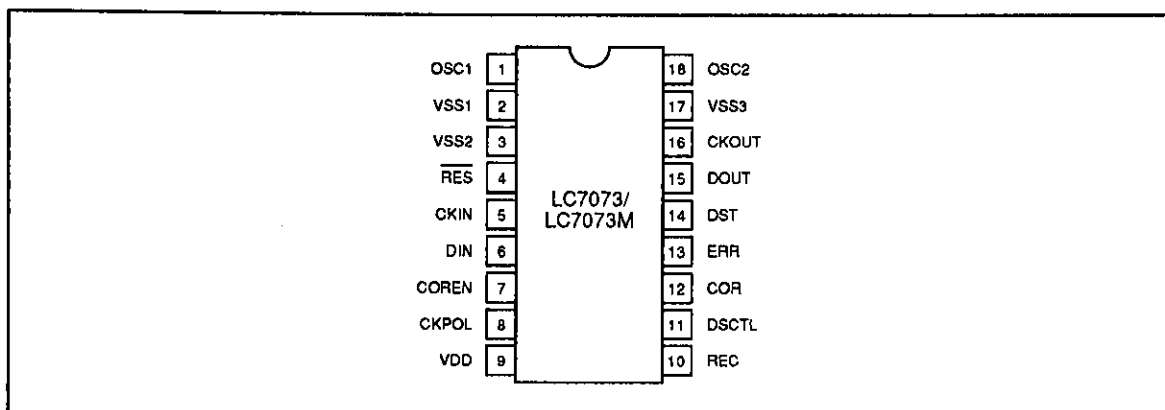 OSC1 1 18 OSC2
VSS1 2 17 VSS3
VSS2 3 16 CKOUT
RES 4 15 DOUT
LC7073/
LC7073M
CKIN 5 14 DST
DIN 6 13 ERR
COREN 7 12 COR
CKPOL 8 11 DSCTL
VDD 9 10 REC